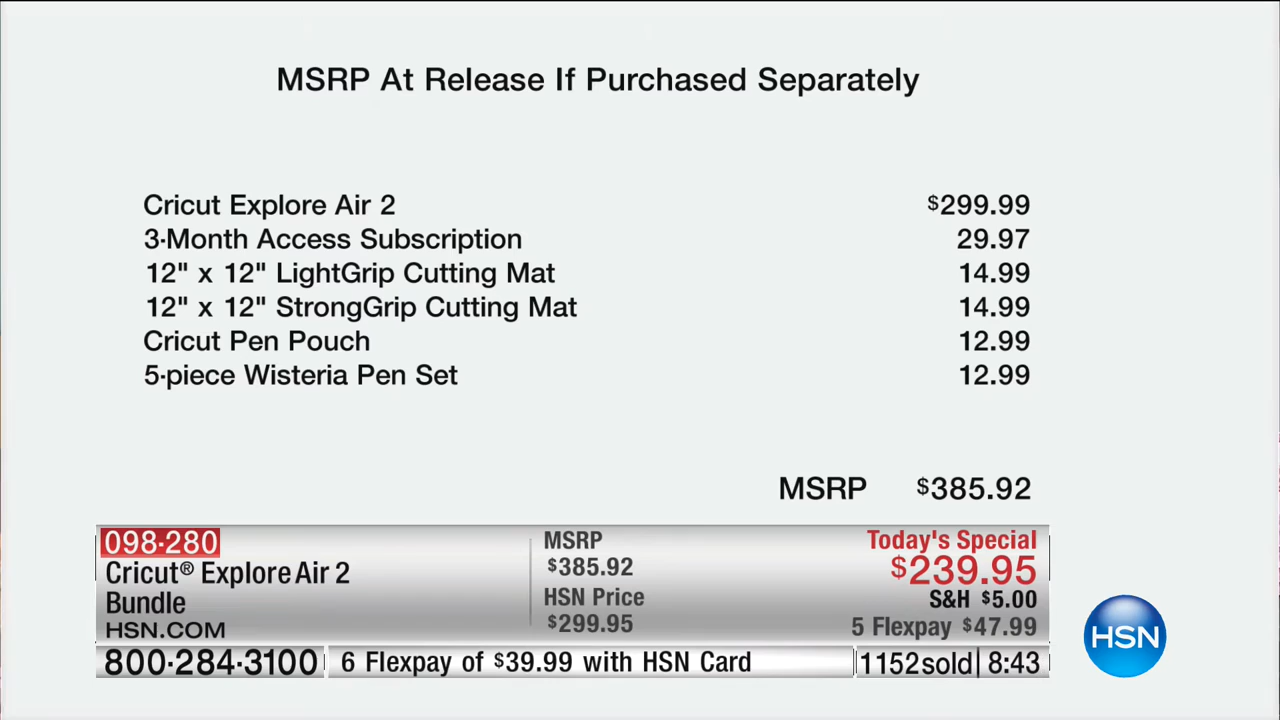 MSRP At Release If Purchased Separately
Cricut Explore Air 2 $299.99
3-Month Access Subscription 29.97
12" x 12" LightGrip Cutting Mat 14.99
12" x 12" StrongGrip Cutting Mat 14.99
Cricut Pen Pouch 12.99
5-piece Wisteria Pen Set 12.99
MSRP $385.92
098-280
Cricut® Explore Air 2
Bundle
HSN.COM
MSRP
$385.92
HSN Price
$299.95
Today's Special
$239.95
S&H $5.00
5 Flexpay $47.99
800-284-3100
6 Flexpay of $39.99 with HSN Card
1152 sold 8:43
HSN